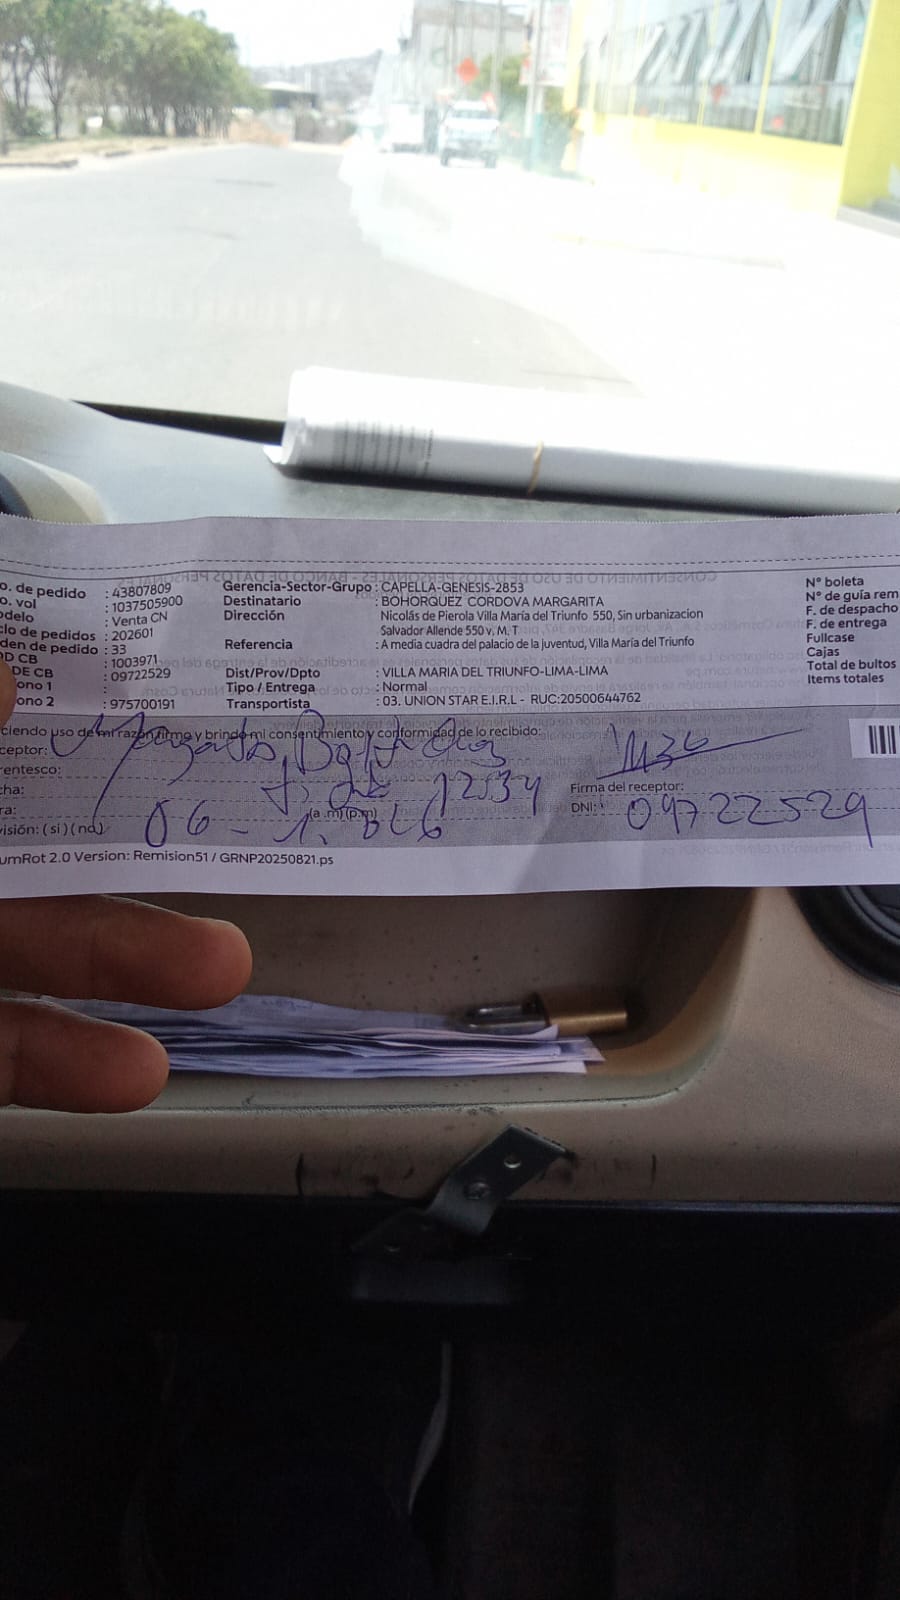 o. de pedido : 43807809
o. vol : 1037505900
odelo : Venta CN
clo de pedidos : 202601
den de pedido : 33
D CB : 1003971
DE CB : 09722529
ono 1 :
ono 2 : 975700191
Gerencia-Sector-Grupo : CAPELLA-GENESIS-2853
Destinatario : BOHORQUEZ CORDOVA MARGARITA
Dirección Nicolás de Pierola Villa María del Triunfo 550, Sin urbanizacion
Salvador Allende 550 v. M. T
Referencia : A media cuadra del palacio de la juventud, Villa María del Triunfo
Dist/Prov/Dpto : VILLA MARIA DEL TRIUNFO-LIMA-LIMA
Tipo / Entrega : Normal
Transportista : 03. UNION STAR E.I.R.L - RUC:20500644762
Nº boleta
Nº de guía rem
F. de despacho
F. de entrega
Fullcase
Cajas
Total de bultos
Items totales
ciendo uso de mi razón firmo y brindo mi consentimiento y conformidad de lo recibido:
ceptor:
rentesco:
cha: 12:34
ra: (a.m)(p.m)
visión: ( si ) ( no ) 06 -
Firma del receptor:
DNI: 09722529
umRot 2.0 Version: Remision51 / GRNP20250821.ps